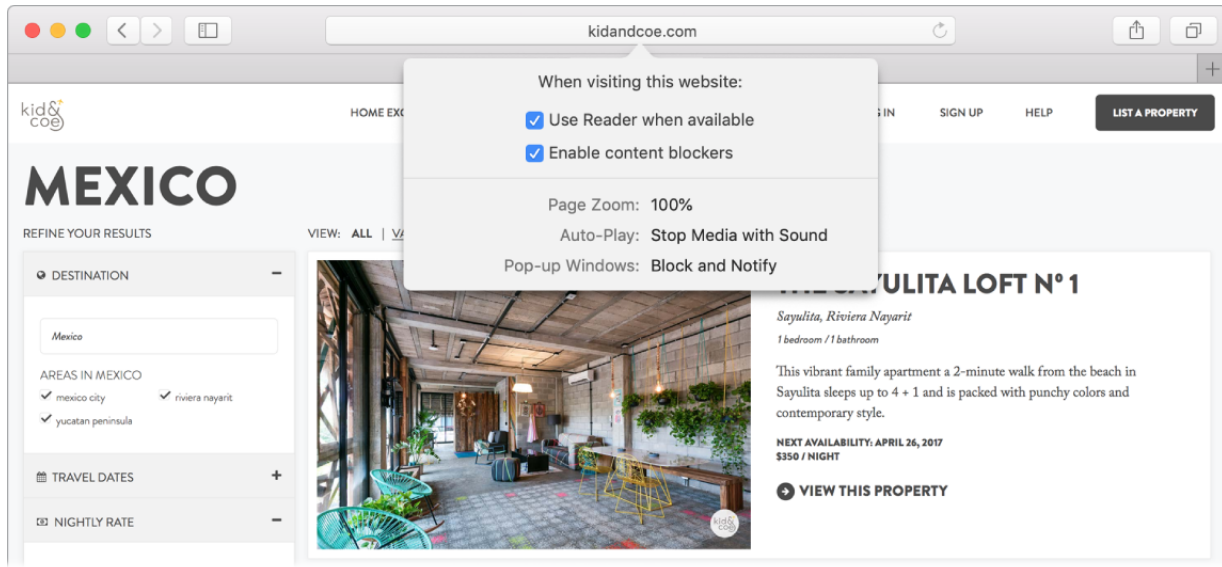 kidandcoe.com
When visiting this website:
Use Reader when available
Enable content blockers
Page Zoom: 100%
Auto-Play: Stop Media with Sound
Pop-up Windows: Block and Notify
kid&
coe
HOME
IN
SIGN UP
HELP
LIST A PROPERTY
MEXICO
REFINE YOUR RESULTS
VIEW: ALL |
DESTINATION
Mexico
AREAS IN MEXICO
mexico city
riviera nayarit
yucatan peninsula
TRAVEL DATES
NIGHTLY RATE
kid&
coe
THE SAYULITA LOFT Nº 1
Sayulita, Riviera Nayarit
1 bedroom / 1 bathroom
This vibrant family apartment a 2-minute walk from the beach in
Sayulita sleeps up to 4 + 1 and is packed with punchy colors and
contemporary style.
NEXT AVAILABILITY: APRIL 26, 2017
$350 / NIGHT
VIEW THIS PROPERTY